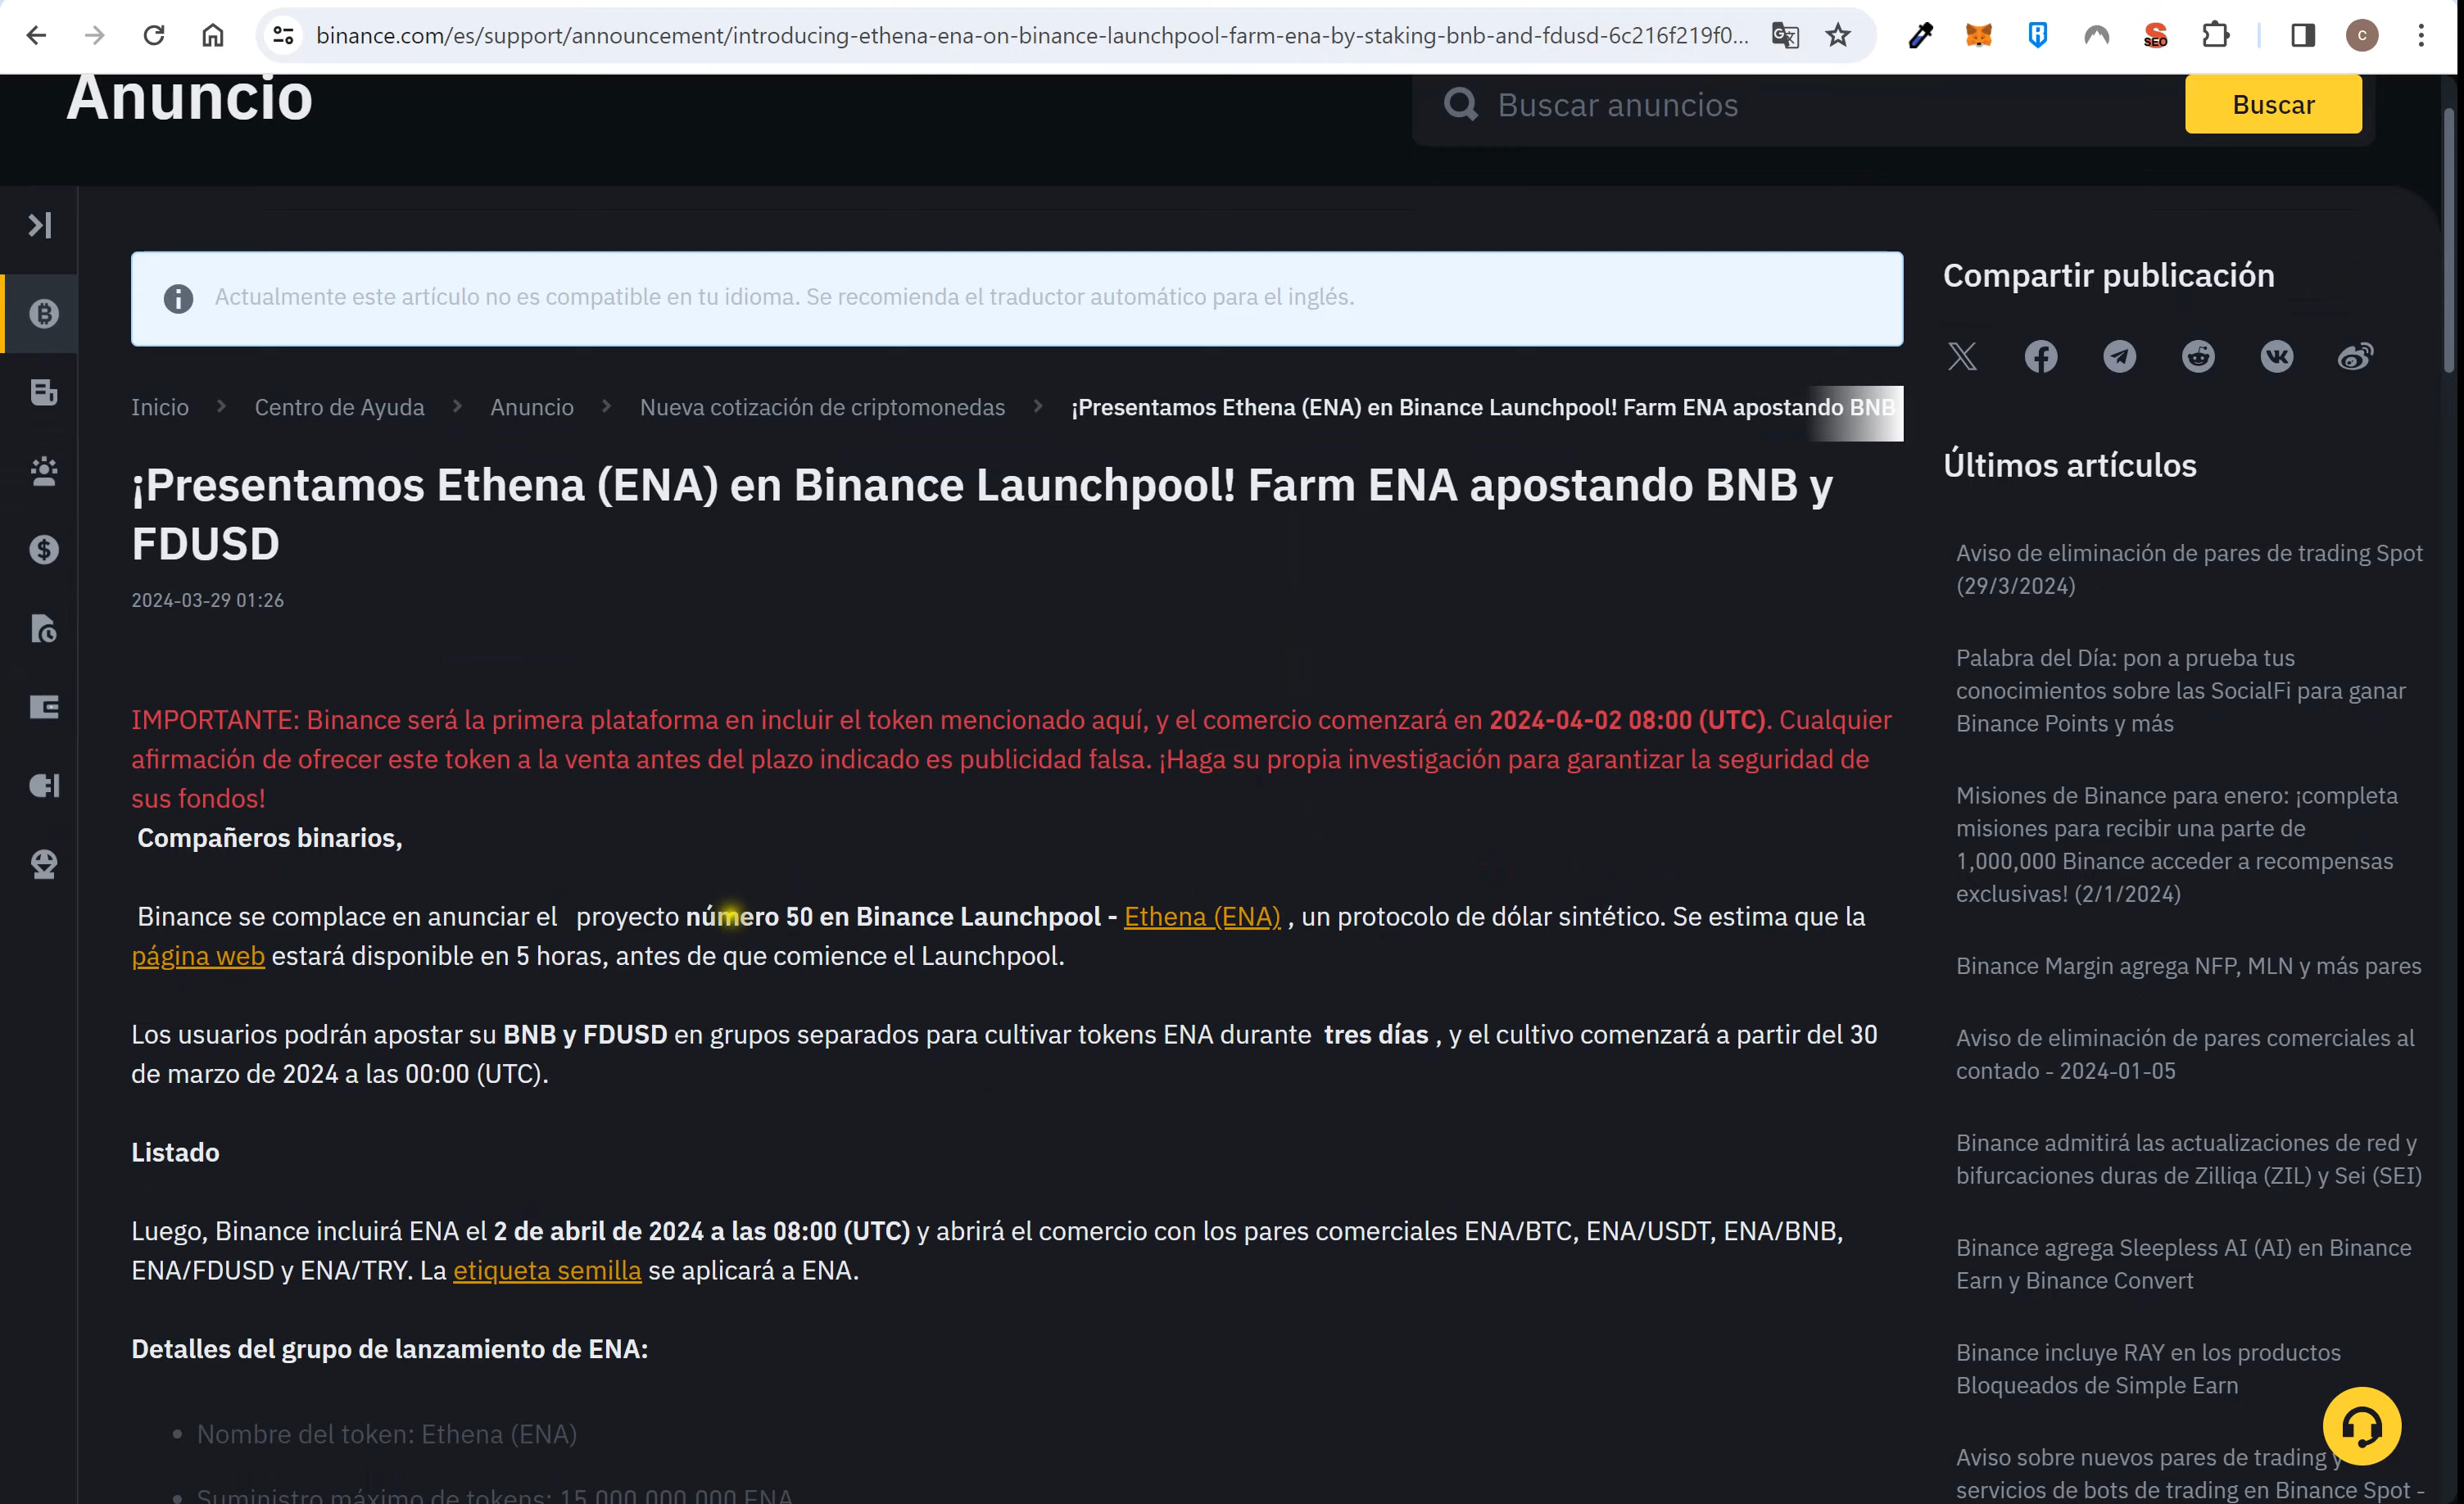 binance.com/es/support/announcement/introducing-ethena-ena-on-binance-launchpool-farm-ena-by-staking-bnb-and-fdusd-6c216f219f0...
SEO
C
Anuncio
Buscar anuncios
Buscar
Actualmente este artículo no es compatible en tu idioma. Se recomienda el traductor automático para el inglés.
Inicio > Centro de Ayuda > Anuncio > Nueva cotización de criptomonedas > ¡Presentamos Ethena (ENA) en Binance Launchpool! Farm ENA apostando BNB
¡Presentamos Ethena (ENA) en Binance Launchpool! Farm ENA apostando BNB y
FDUSD
2024-03-29 01:26
IMPORTANTE: Binance será la primera plataforma en incluir el token mencionado aquí, y el comercio comenzará en 2024-04-02 08:00 (UTC). Cualquier
afirmación de ofrecer este token a la venta antes del plazo indicado es publicidad falsa. ¡Haga su propia investigación para garantizar la seguridad de
sus fondos!
Compañeros binarios,
Binance se complace en anunciar el proyecto número 50 en Binance Launchpool - Ethena (ENA) , un protocolo de dólar sintético. Se estima que la
página web estará disponible en 5 horas, antes de que comience el Launchpool.
Los usuarios podrán apostar su BNB y FDUSD en grupos separados para cultivar tokens ENA durante tres días , y el cultivo comenzará a partir del 30
de marzo de 2024 a las 00:00 (UTC).
Listado
Luego, Binance incluirá ENA el 2 de abril de 2024 a las 08:00 (UTC) y abrirá el comercio con los pares comerciales ENA/BTC, ENA/USDT, ENA/BNB,
ENA/FDUSD y ENA/TRY. La etiqueta semilla se aplicará a ENA.
Detalles del grupo de lanzamiento de ENA:
• Nombre del token: Ethena (ENA)
• Suministro máximo de tokens: 15.000.000.000 ENA
Compartir publicación
Últimos artículos
Aviso de eliminación de pares de trading Spot
(29/3/2024)
Palabra del Día: pon a prueba tus
conocimientos sobre las SocialFi para ganar
Binance Points y más
Misiones de Binance para enero: ¡completa
misiones para recibir una parte de
1,000,000 Binance acceder a recompensas
exclusivas! (2/1/2024)
Binance Margin agrega NFP, MLN y más pares
Aviso de eliminación de pares comerciales al
contado - 2024-01-05
Binance admitirá las actualizaciones de red y
bifurcaciones duras de Zilliqa (ZIL) y Sei (SEI)
Binance agrega Sleepless AI (AI) en Binance
Earn y Binance Convert
Binance incluye RAY en los productos
Bloqueados de Simple Earn
Aviso sobre nuevos pares de trading y
servicios de bots de trading en Binance Spot -